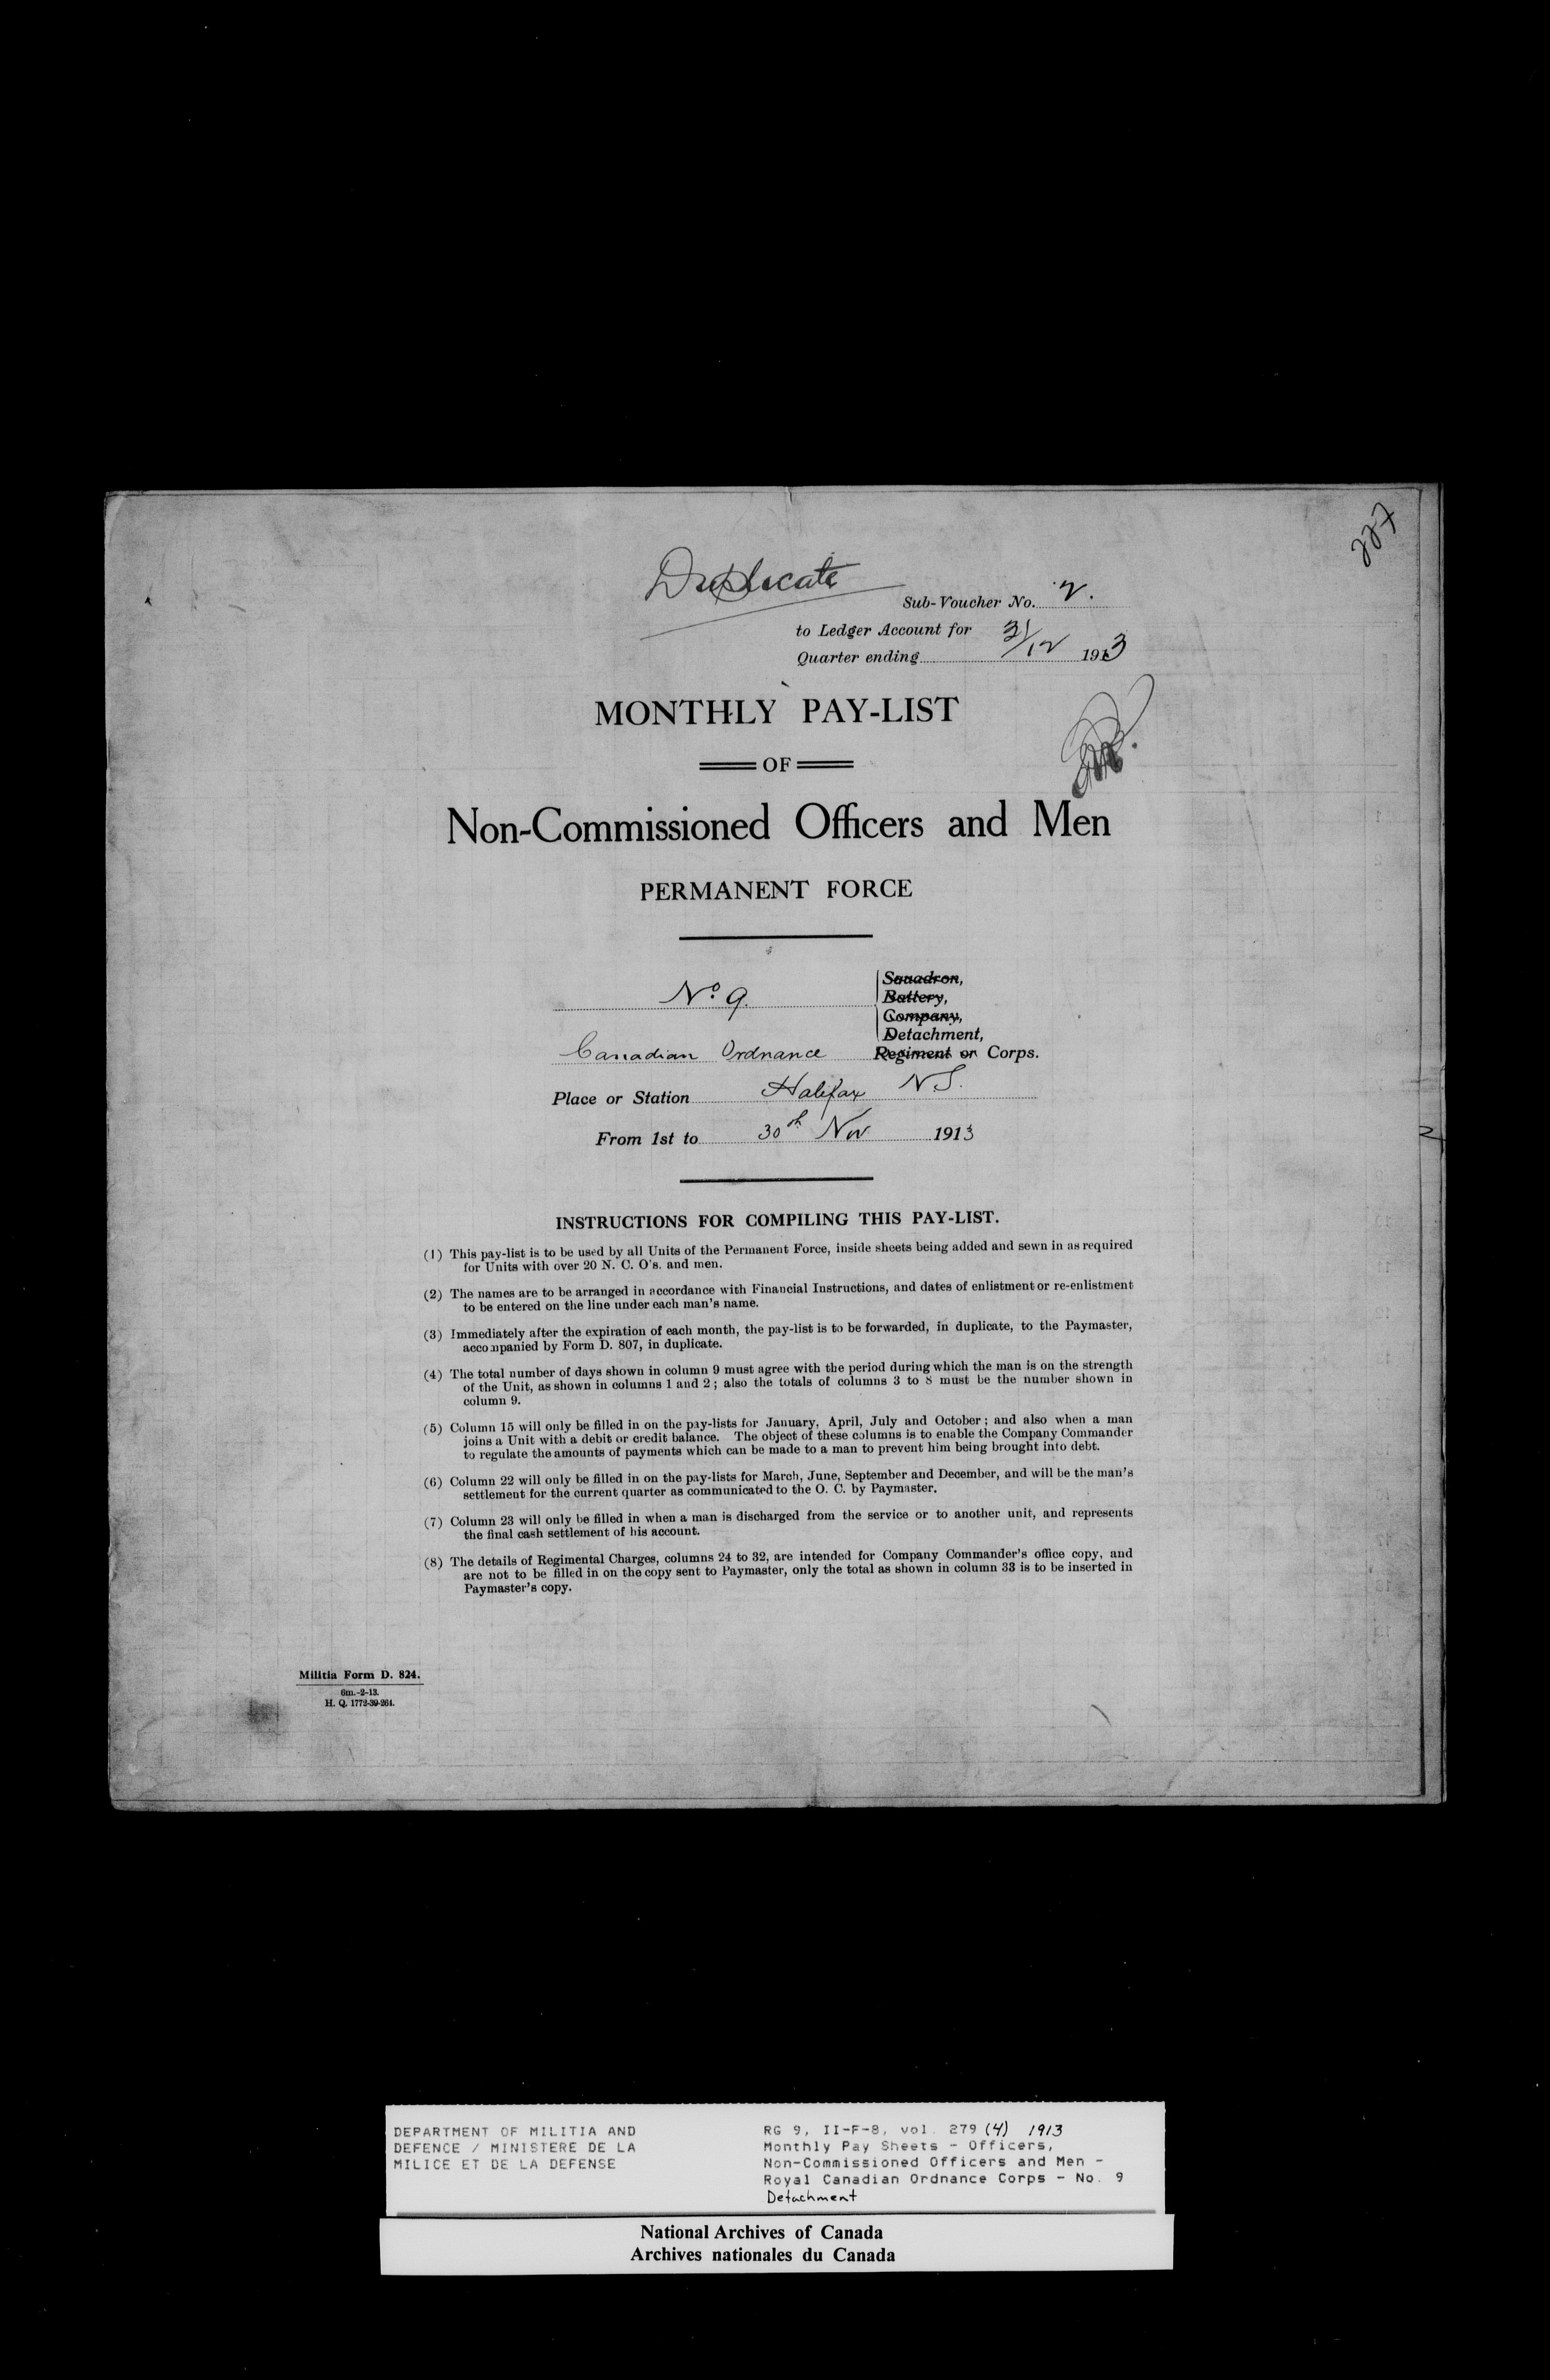 227
Duplicate
Sub-Voucher No. 2.
to Ledger Account for
Quarter ending 31/12 1913
MONTHLY PAY-LIST
OF
Non-Commissioned Officers and Men
PERMANENT FORCE
No. 9.
Squadron,
Battery,
Company,
Detachment,
Canadian Ordnance Regiment or Corps.
Place or Station Halifax N.S.
From 1st to 30th Nov 1913
INSTRUCTIONS FOR COMPILING THIS PAY-LIST.
(1) This pay-list is to be used by all Units of the Permanent Force, inside sheets being added and sewn in as required
for Units with over 20 N. C. O's. and men.
(2) The names are to be arranged in accordance with Financial Instructions, and dates of enlistment or re-enlistment
to be entered on the line under each man's name.
(3) Immediately after the expiration of each month, the pay-list is to be forwarded, in duplicate, to the Paymaster,
accompanied by Form D. 807, in duplicate.
(4) The total number of days shown in column 9 must agree with the period during which the man is on the strength
of the Unit, as shown in columns 1 and 2; also the totals of columns 3 to 8 must be the number shown in
column 9.
(5) Column 15 will only be filled in on the pay-lists for January, April, July and October; and also when a man
joins a Unit with a debit or credit balance. The object of these columns is to enable the Company Commander
to regulate the amounts of payments which can be made to a man to prevent him being brought into debt.
(6) Column 22 will only be filled in on the pay-lists for March, June, September and December, and will be the man's
settlement for the current quarter as communicated to the O. C. by Paymaster.
(7) Column 23 will only be filled in when a man is discharged from the service or to another unit, and represents
the final cash settlement of his account.
(8) The details of Regimental Charges, columns 24 to 32, are intended for Company Commander's office copy, and
are not to be filled in on the copy sent to Paymaster, only the total as shown in column 33 is to be inserted in
Paymaster's copy.
Militia Form D. 824.
6m.-2-13.
H. Q. 1772-39-264.
DEPARTMENT OF MILITIA AND
DEFENCE / MINISTERE DE LA
MILICE ET DE LA DEFENSE
RG 9, II-F-8, vol. 279 (4) 1913
Monthly Pay Sheets - Officers,
Non-Commissioned Officers and Men -
Royal Canadian Ordnance Corps - No. 9
Detachment
National Archives of Canada
Archives nationales du Canada